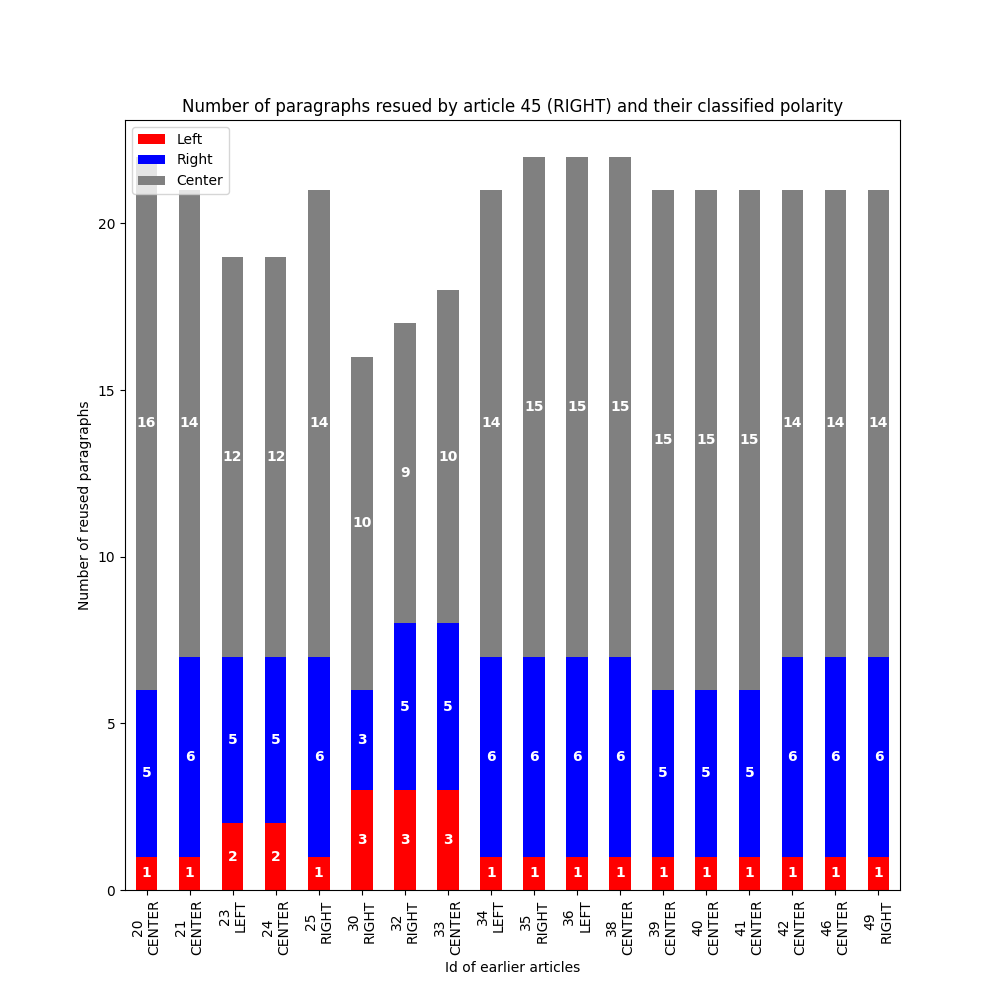 Number of paragraphs resued by article 45 (RIGHT) and their classified polarity
Left
Right
Center
Number of reused paragraphs
20
15
10
5
0
16 14 12 12 14 10 9 10 14 15 15 15 15 15 15 14 14 14
5 6 5 5 6 3 5 5 6 6 6 6 5 5 5 6 6 6
1 1 2 2 1 3 3 3 1 1 1 1 1 1 1 1 1 1
20
CENTER
21
CENTER
23
LEFT
24
CENTER
25
RIGHT
30
RIGHT
32
RIGHT
33
CENTER
34
LEFT
35
RIGHT
36
LEFT
38
CENTER
39
CENTER
40
CENTER
41
CENTER
42
CENTER
46
CENTER
49
RIGHT
Id of earlier articles